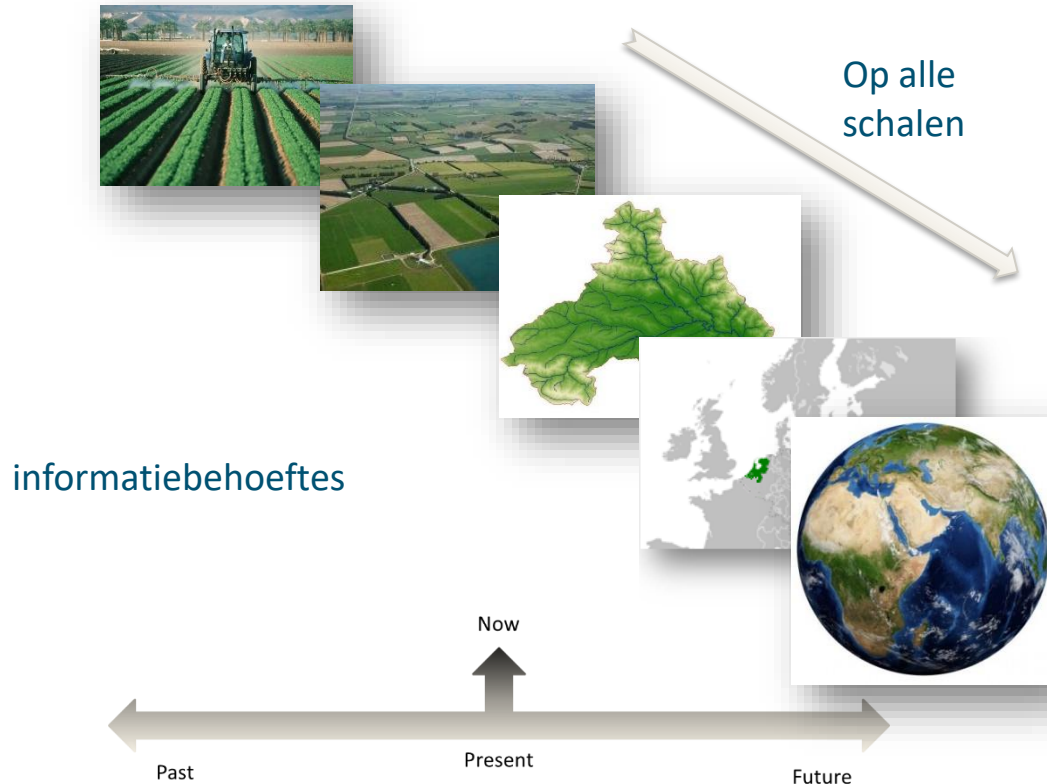 Op alle
schalen
informatiebehoeftes
Now
Past
Present
Future